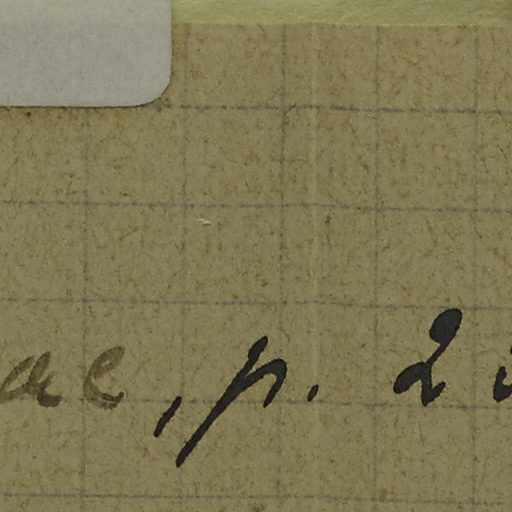 ae, p. 2